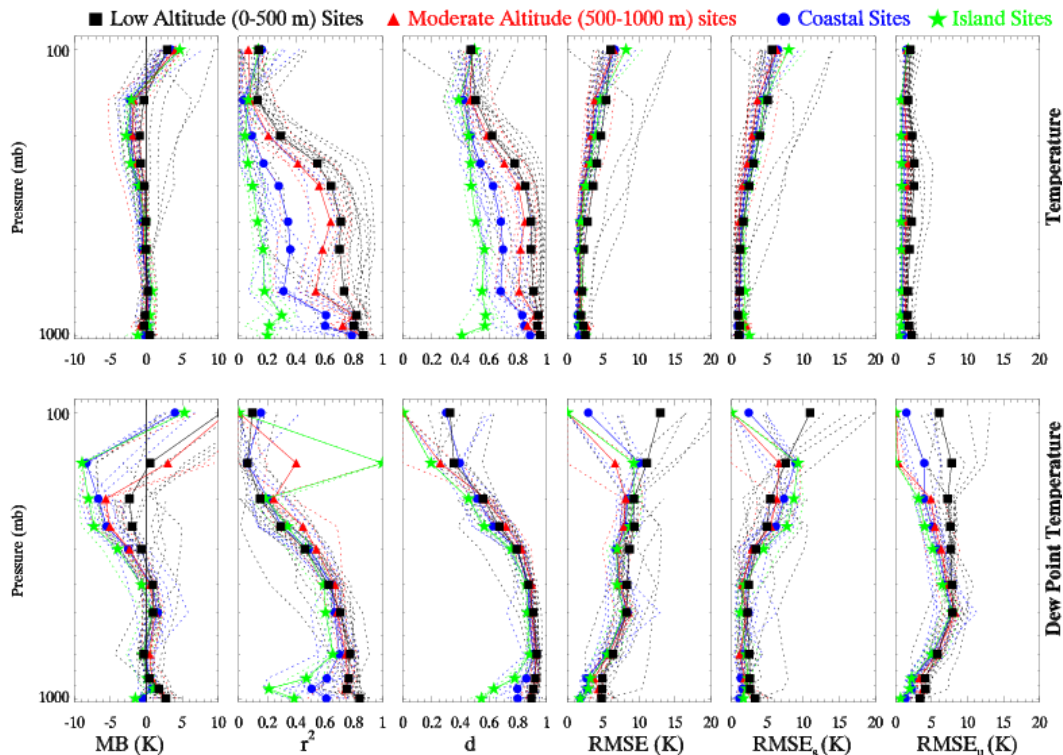 Low Altitude (0-500 m) Sites Moderate Altitude (500-1000 m) sites Coastal Sites Island Sites
100
1000
Pressure (mb)
Temperature
-10 -5 0 5 10
0 0.2 0.4 0.6 0.8 1
0 0.2 0.4 0.6 0.8 1
0 5 10 15 20
0 5 10 15 20
0 5 10 15 20
100
1000
Pressure (mb)
Dew Point Temperature
-10 -5 0 5 10
0 0.2 0.4 0.6 0.8 1
0 0.2 0.4 0.6 0.8 1
0 5 10 15 20
0 5 10 15 20
0 5 10 15 20
MB (K) r² d RMSE (K) RMSEₛ (K) RMSEᵤ (K)